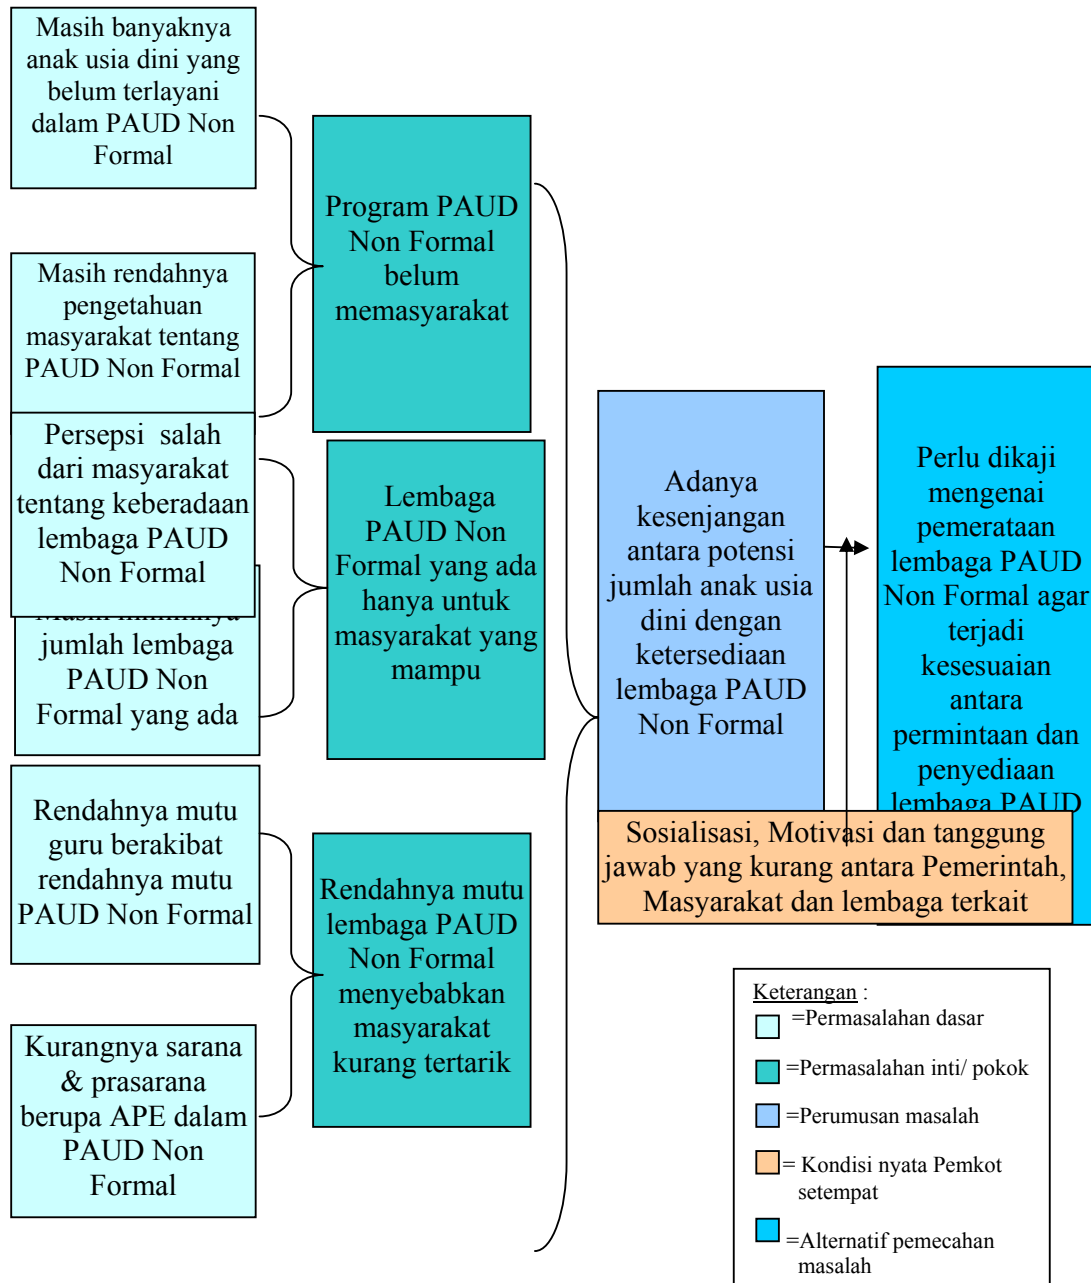 Masih banyaknya
anak usia dini yang
belum terlayani
dalam PAUD Non
Formal
Masih rendahnya
pengetahuan
masyarakat tentang
PAUD Non Formal
Persepsi salah
dari masyarakat
tentang keberadaan
lembaga PAUD
Non Formal
jumlah lembaga
PAUD Non
Formal yang ada
Rendahnya mutu
guru berakibat
rendahnya mutu
PAUD Non Formal
Kurangnya sarana
& prasarana
berupa APE dalam
PAUD Non
Formal
Program PAUD
Non Formal
belum
memasyarakat
Lembaga
PAUD Non
Formal yang ada
hanya untuk
masyarakat yang
mampu
Rendahnya mutu
lembaga PAUD
Non Formal
menyebabkan
masyarakat
kurang tertarik
Adanya
kesenjangan
antara potensi
jumlah anak usia
dini dengan
ketersediaan
lembaga PAUD
Non Formal
Perlu dikaji
mengenai
pemerataan
lembaga PAUD
Non Formal agar
terjadi
kesesuaian
antara
permintaan dan
penyediaan
lembaga PAUD
Sosialisasi, Motivasi dan tanggung
jawab yang kurang antara Pemerintah,
Masyarakat dan lembaga terkait
Keterangan :
=Permasalahan dasar
=Permasalahan inti/ pokok
=Perumusan masalah
= Kondisi nyata Pemkot
setempat
=Alternatif pemecahan
masalah